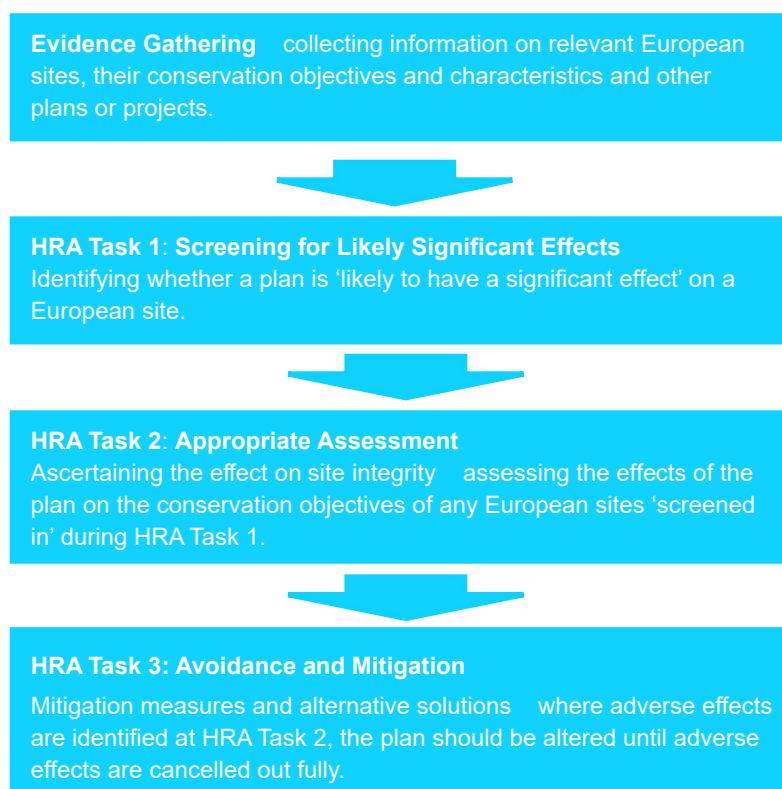 Evidence Gathering collecting information on relevant European
sites, their conservation objectives and characteristics and other
plans or projects.
HRA Task 1: Screening for Likely Significant Effects
Identifying whether a plan is ‘likely to have a significant effect’ on a
European site.
HRA Task 2: Appropriate Assessment
Ascertaining the effect on site integrity assessing the effects of the
plan on the conservation objectives of any European sites ‘screened
in’ during HRA Task 1.
HRA Task 3: Avoidance and Mitigation
Mitigation measures and alternative solutions where adverse effects
are identified at HRA Task 2, the plan should be altered until adverse
effects are cancelled out fully.